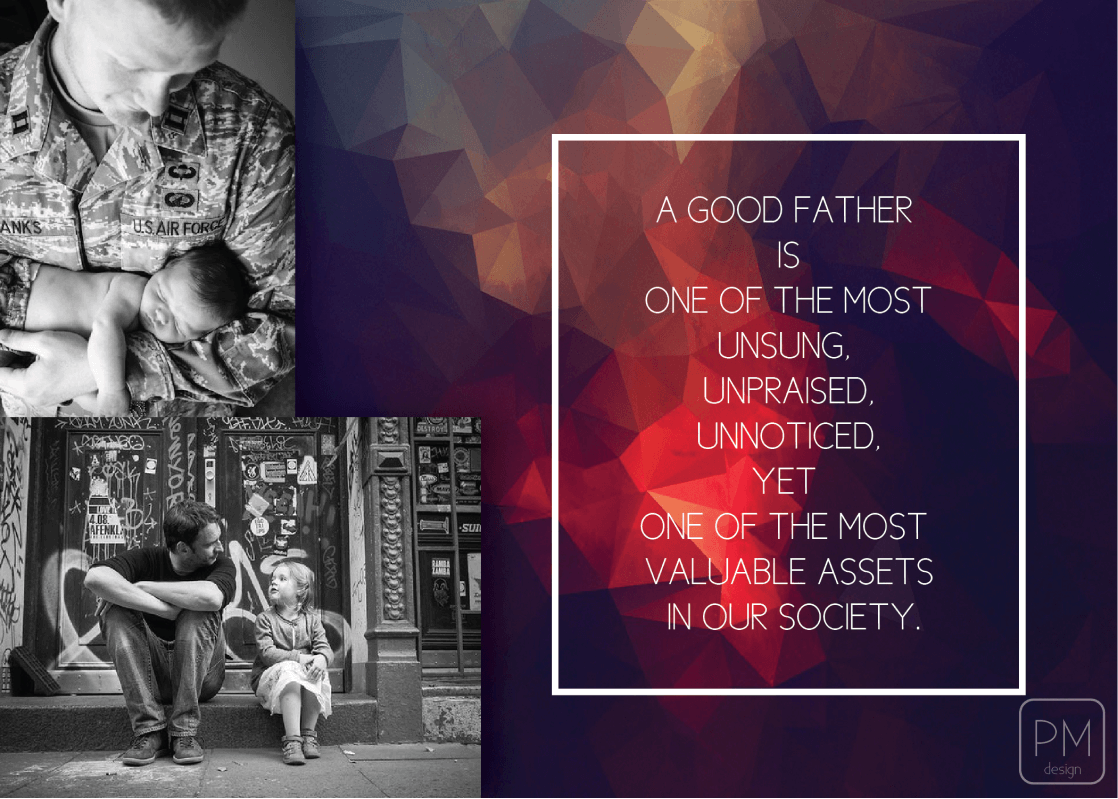 ANKS
U.S. AIR FORCE
A GOOD FATHER
IS
ONE OF THE MOST
UNSUNG,
UNPRAISED,
UNNOTICED,
YET
ONE OF THE MOST
VALUABLE ASSETS
IN OUR SOCIETY.
PM
design